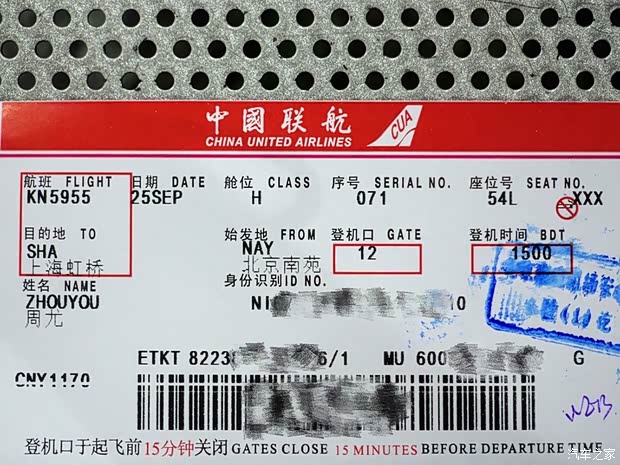 中國联航
CHINA UNITED AIRLINES
CUA
航班 FLIGHT 日期 DATE 舱位 CLASS 序号 SERIAL NO. 座位号 SEAT NO.
KN5955 25SEP H 071 54L XXX
目的地 TO 始发地 FROM 登机口 GATE 登机时间 BDT
SHA NAY 12 1500
上海虹桥 北京南苑
姓名 NAME 身份识别ID NO.
ZHOUYOU NI 10
周尤
ETKT 8223 6/1 MU 600 G
CNY1170
登机口于起飞前15分钟关闭 GATES CLOSE 15 MINUTES BEFORE DEPARTURE TIME
汽车之家